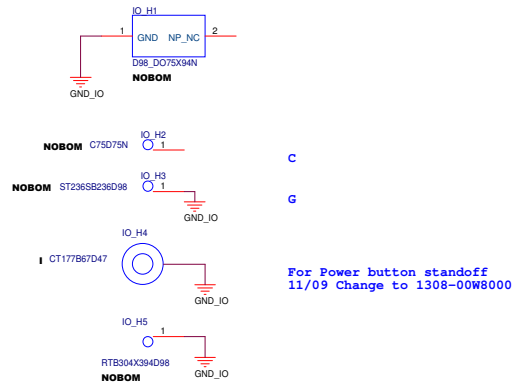 IO_H1
1 GND NP_NC 2
D98_DO75X94N
NOBOM
GND_IO
IO_H2
NOBOM C75D75N 1
C
IO_H3
NOBOM ST236SB236D98 1
G
GND_IO
IO_H4
I CT177B67D47
For Power button standoff
11/09 Change to 1308-00W8000
GND_IO
IO_H5
1
RTB304X394D98
GND_IO
NOBOM